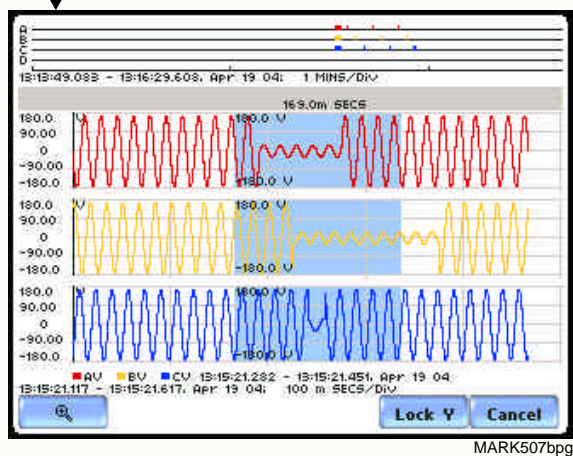 A
B
C
D
13:13:49.083 - 13:16:29.608, Apr 19 04; 1 MINS/Div
169.0m SECS
180.0 V 180.0 V
90.00
0
-90.00
-180.0 -180.0 V
180.0 V 180.0 V
90.00
0
-90.00
-180.0 -180.0 V
180.0 V 180.0 V
90.00
0
-90.00
-180.0 -180.0 V
AV BV CV 13:15:21.282 - 13:15:21.451, Apr 19 04
13:15:21.117 - 13:15:21.617, Apr 19 04; 100 m SECS/Div
Lock Y Cancel
MARK507bpg